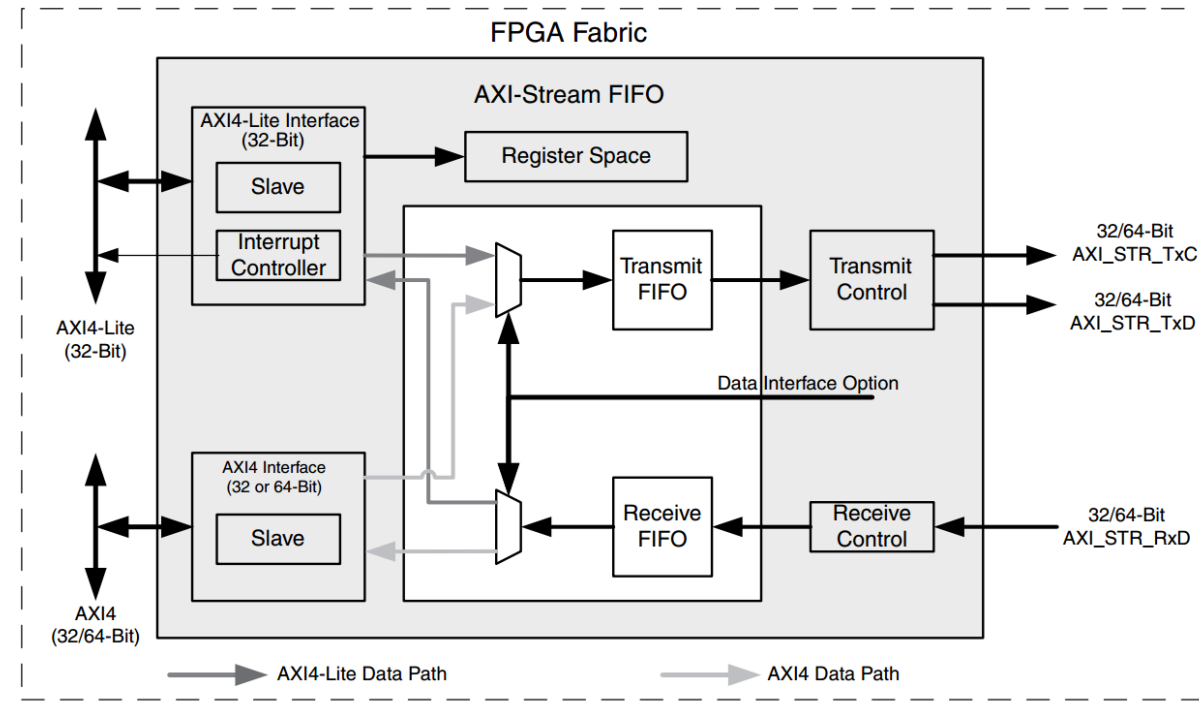 FPGA Fabric
AXI-Stream FIFO
AXI4-Lite Interface
(32-Bit)
Slave
Interrupt
Controller
Register Space
AXI4-Lite
(32-Bit)
Transmit
FIFO
Transmit
Control
32/64-Bit
AXI_STR_TxC
32/64-Bit
AXI_STR_TxD
Data Interface Option
AXI4 Interface
(32 or 64-Bit)
Slave
Receive
FIFO
Receive
Control
32/64-Bit
AXI_STR_RxD
AXI4
(32/64-Bit)
AXI4-Lite Data Path
AXI4 Data Path